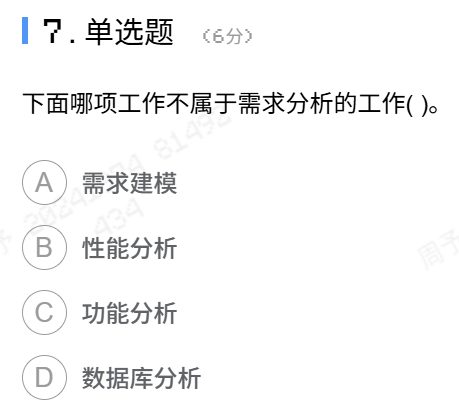 7.单选题 (6分)
下面哪项工作不属于需求分析的工作( )。
A 需求建模
B 性能分析
C 功能分析
D 数据库分析